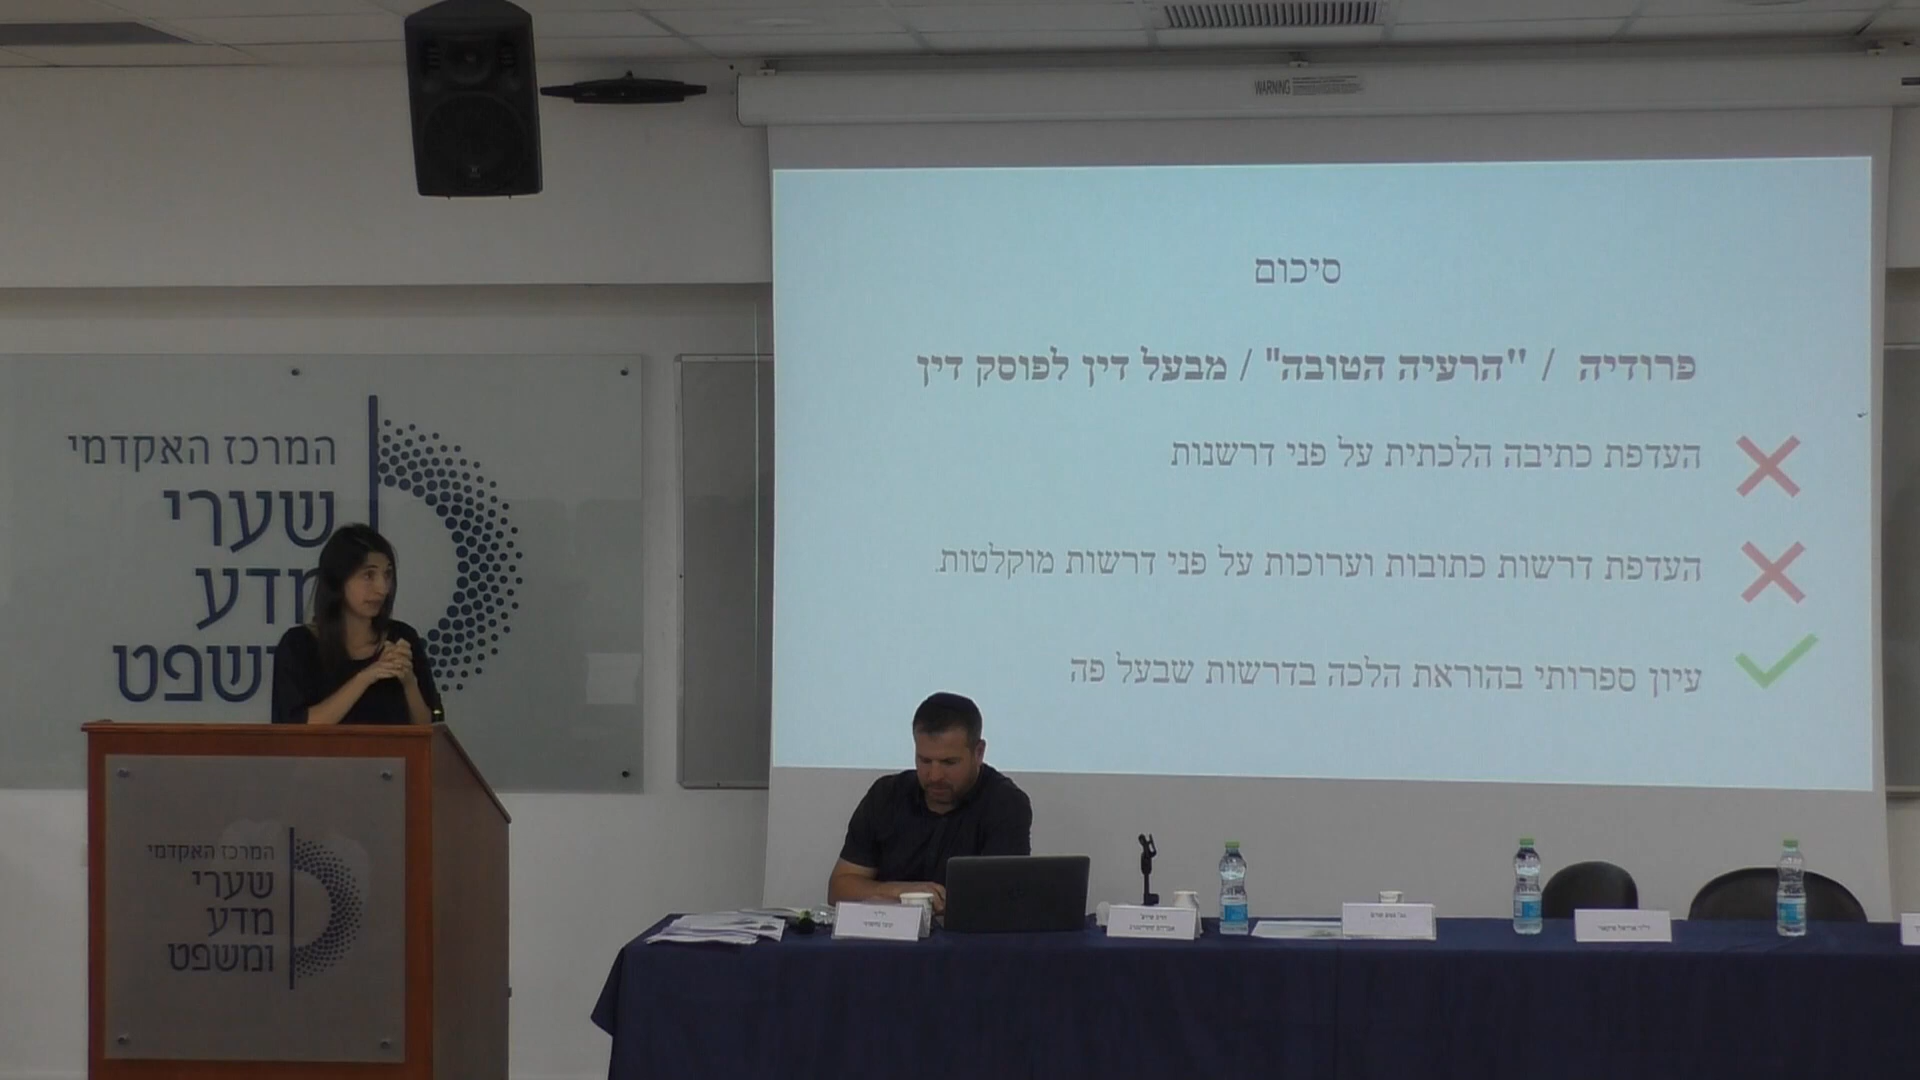 WARNING
סיכום
פרודיה / "הרעיה הטובה" / מבעל דין לפוסק דין
העדפת כתיבה הלכתית על פני דרשנות
העדפת דרשות כתובות וערוכות על פני דרשות מוקלטות.
עיון ספרותי בהוראת הלכה בדרשות שבעל פה
המרכז האקדמי
שערי
מדע
ומשפט
המרכז האקדמי
שערי
מדע
ומשפט